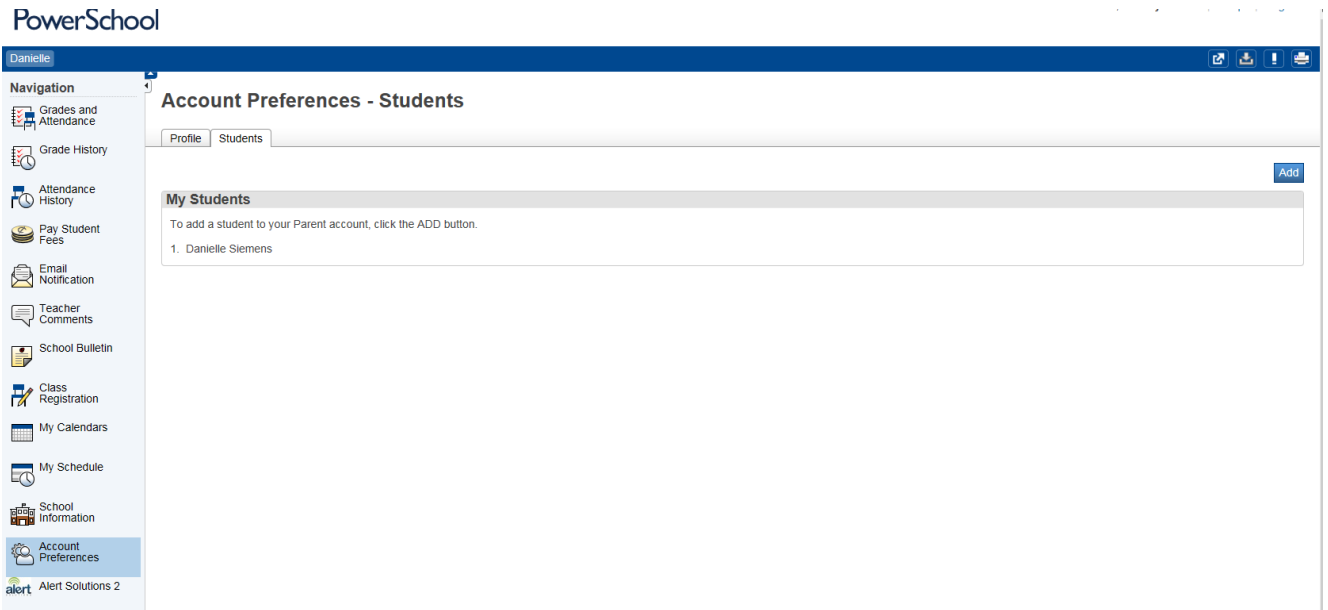 PowerSchool
Danielle
Navigation
Grades and
Attendance
Grade History
Attendance
History
Pay Student
Fees
Email
Notification
Teacher
Comments
School Bulletin
Class
Registration
My Calendars
My Schedule
School
Information
Account
Preferences
alert
Alert Solutions 2
Account Preferences - Students
Profile
Students
Add
My Students
To add a student to your Parent account, click the ADD button.
1. Danielle Siemens